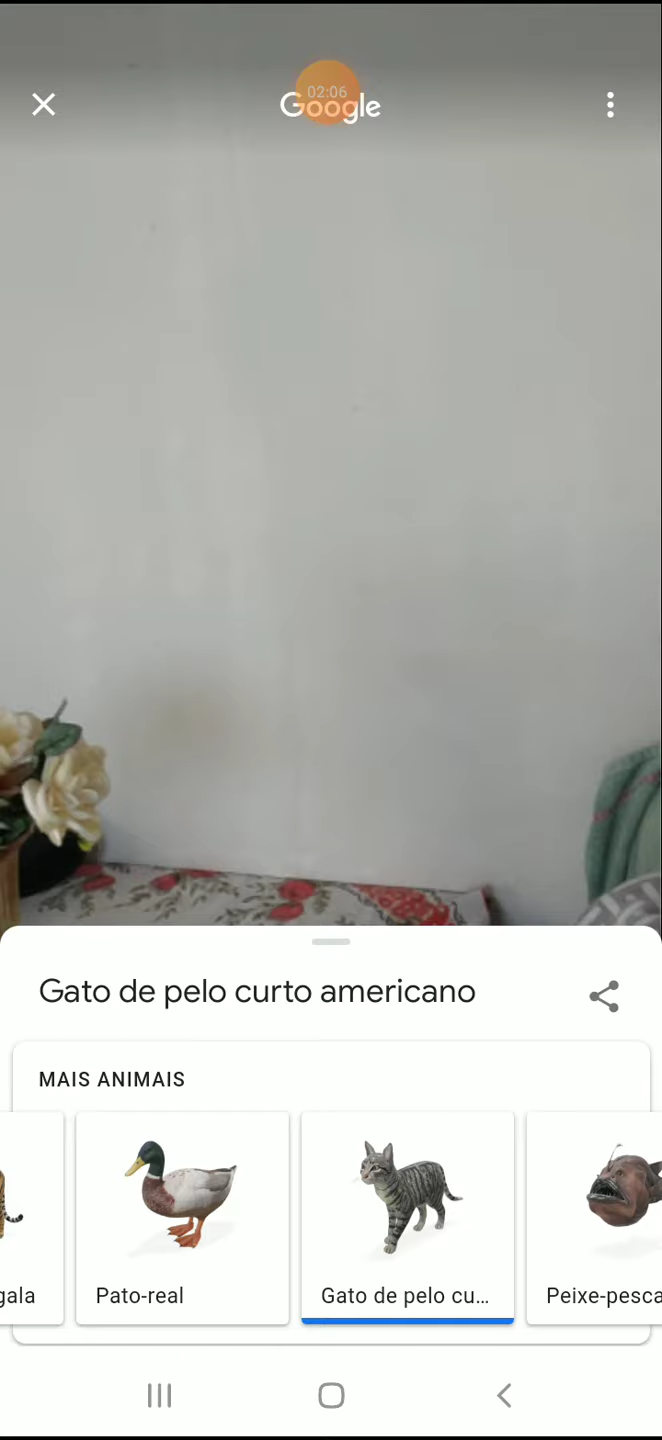 02:06
Google
Gato de pelo curto americano
MAIS ANIMAIS
gala
Pato-real
Gato de pelo cu...
Peixe-pesca